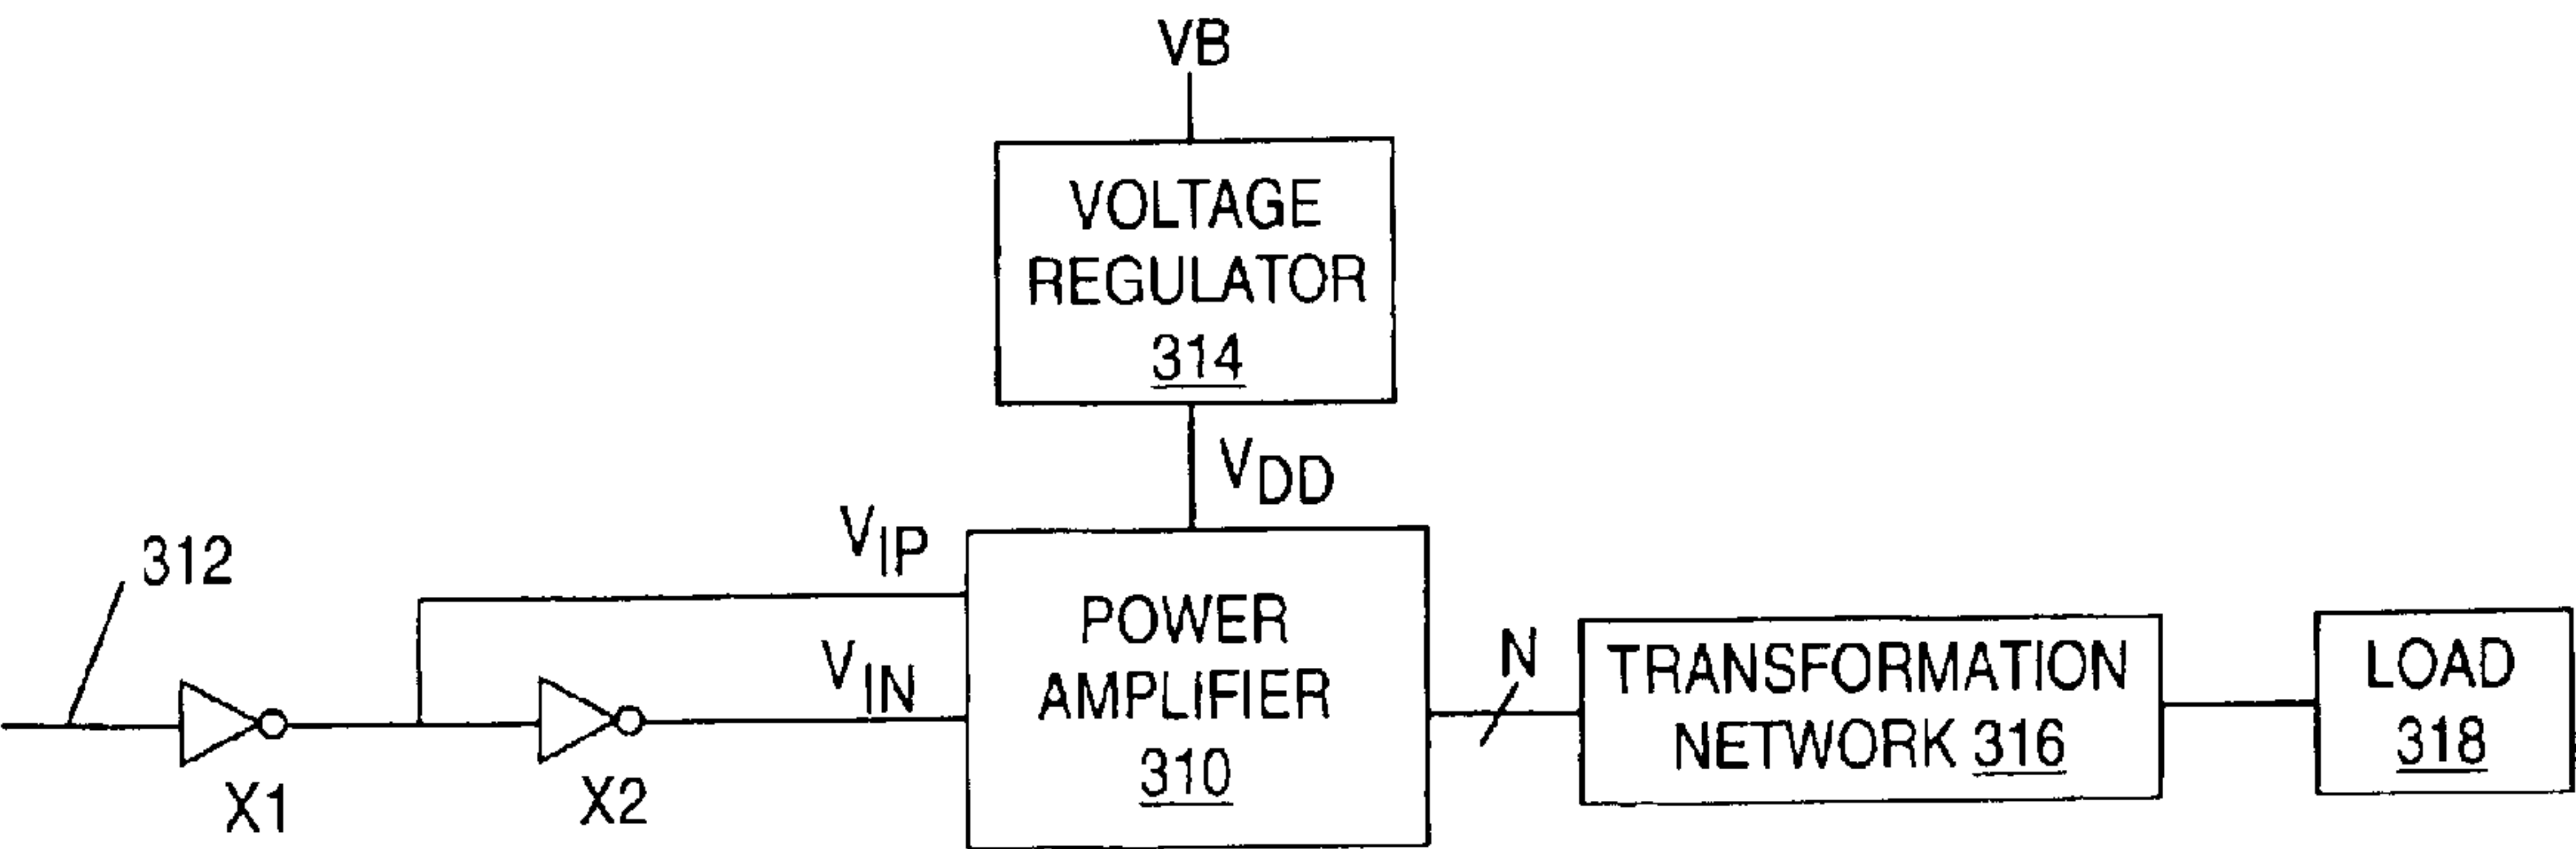 VB
VOLTAGE
REGULATOR
314
VDD
312
VIP
VIN
X1
X2
POWER
AMPLIFIER
310
N
TRANSFORMATION
NETWORK 316
LOAD
318